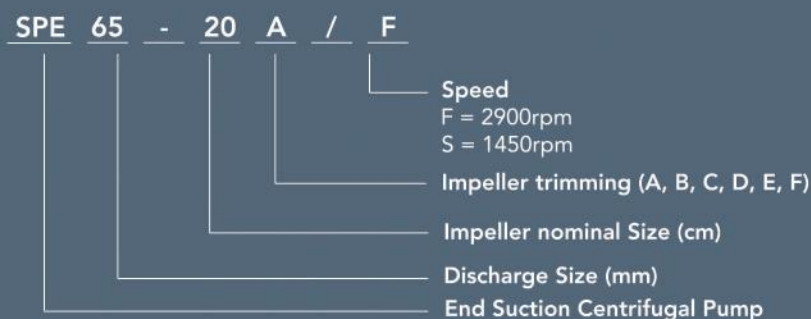 SPE 65 - 20 A / F
Speed
F = 2900rpm
S = 1450rpm
Impeller trimming (A, B, C, D, E, F)
Impeller nominal Size (cm)
Discharge Size (mm)
End Suction Centrifugal Pump